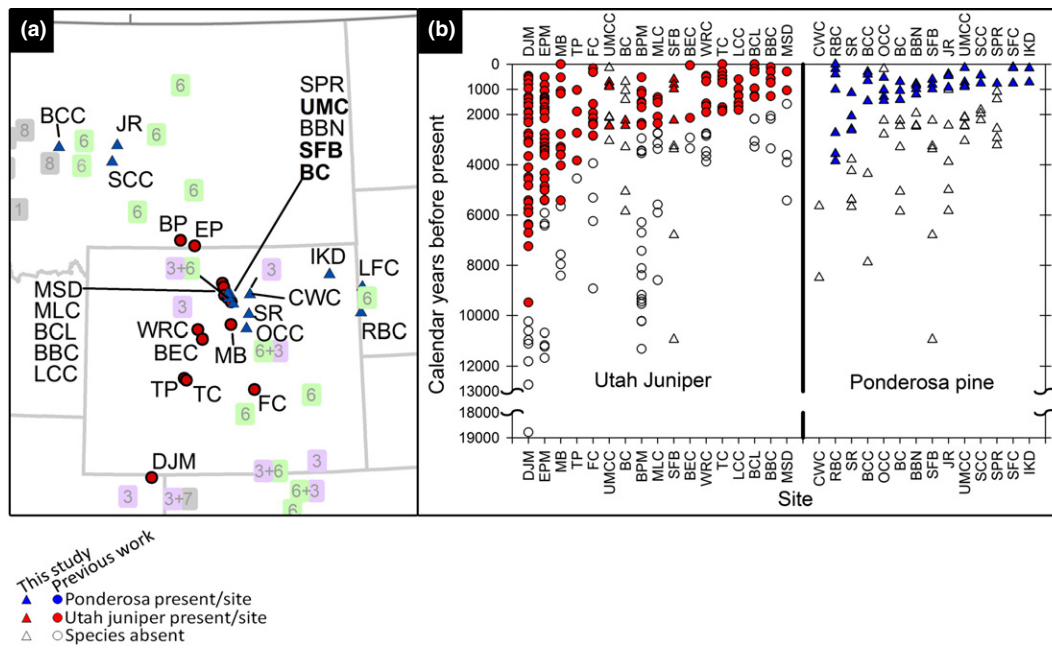 (a)
SPR
UMC
BBN
SFB
BC
6
BCC
JR
8
6
6
8
6
SCC
6
1
6
BP
EP
IKD
LFC
3+6
3
6
MSD
MLC
BCL
BBC
LCC
3
CWC
SR
OCC
RBC
WRC
BEC
MB
6+3
TP
TC
FC
6
6
DJM
3+6
3
3
3+7
6+3
6
(b)
DJM
EPM
MB
TP
FC
UMCC
BC
BPM
MLC
SFB
BEC
WRC
TC
LCC
BCL
BBC
MSD
CWC
RBC
SR
BCC
OCC
BC
BBN
SFB
JR
UMCC
SCC
SPR
SFC
IKD
Calendar years before present
0
1000
2000
4000
6000
8000
10000
12000
13000
18000
19000
Utah Juniper
Ponderosa pine
DJM
EPM
MB
TP
FC
UMCC
BC
BPM
MLC
SFB
BEC
WRC
TC
LCC
BCL
BBC
MSD
CWC
RBC
SR
BCC
OCC
BC
BBN
SFB
JR
UMCC
SCC
SPR
SFC
IKD
Site
This study
Previous work
Ponderosa present/site
Utah juniper present/site
Species absent